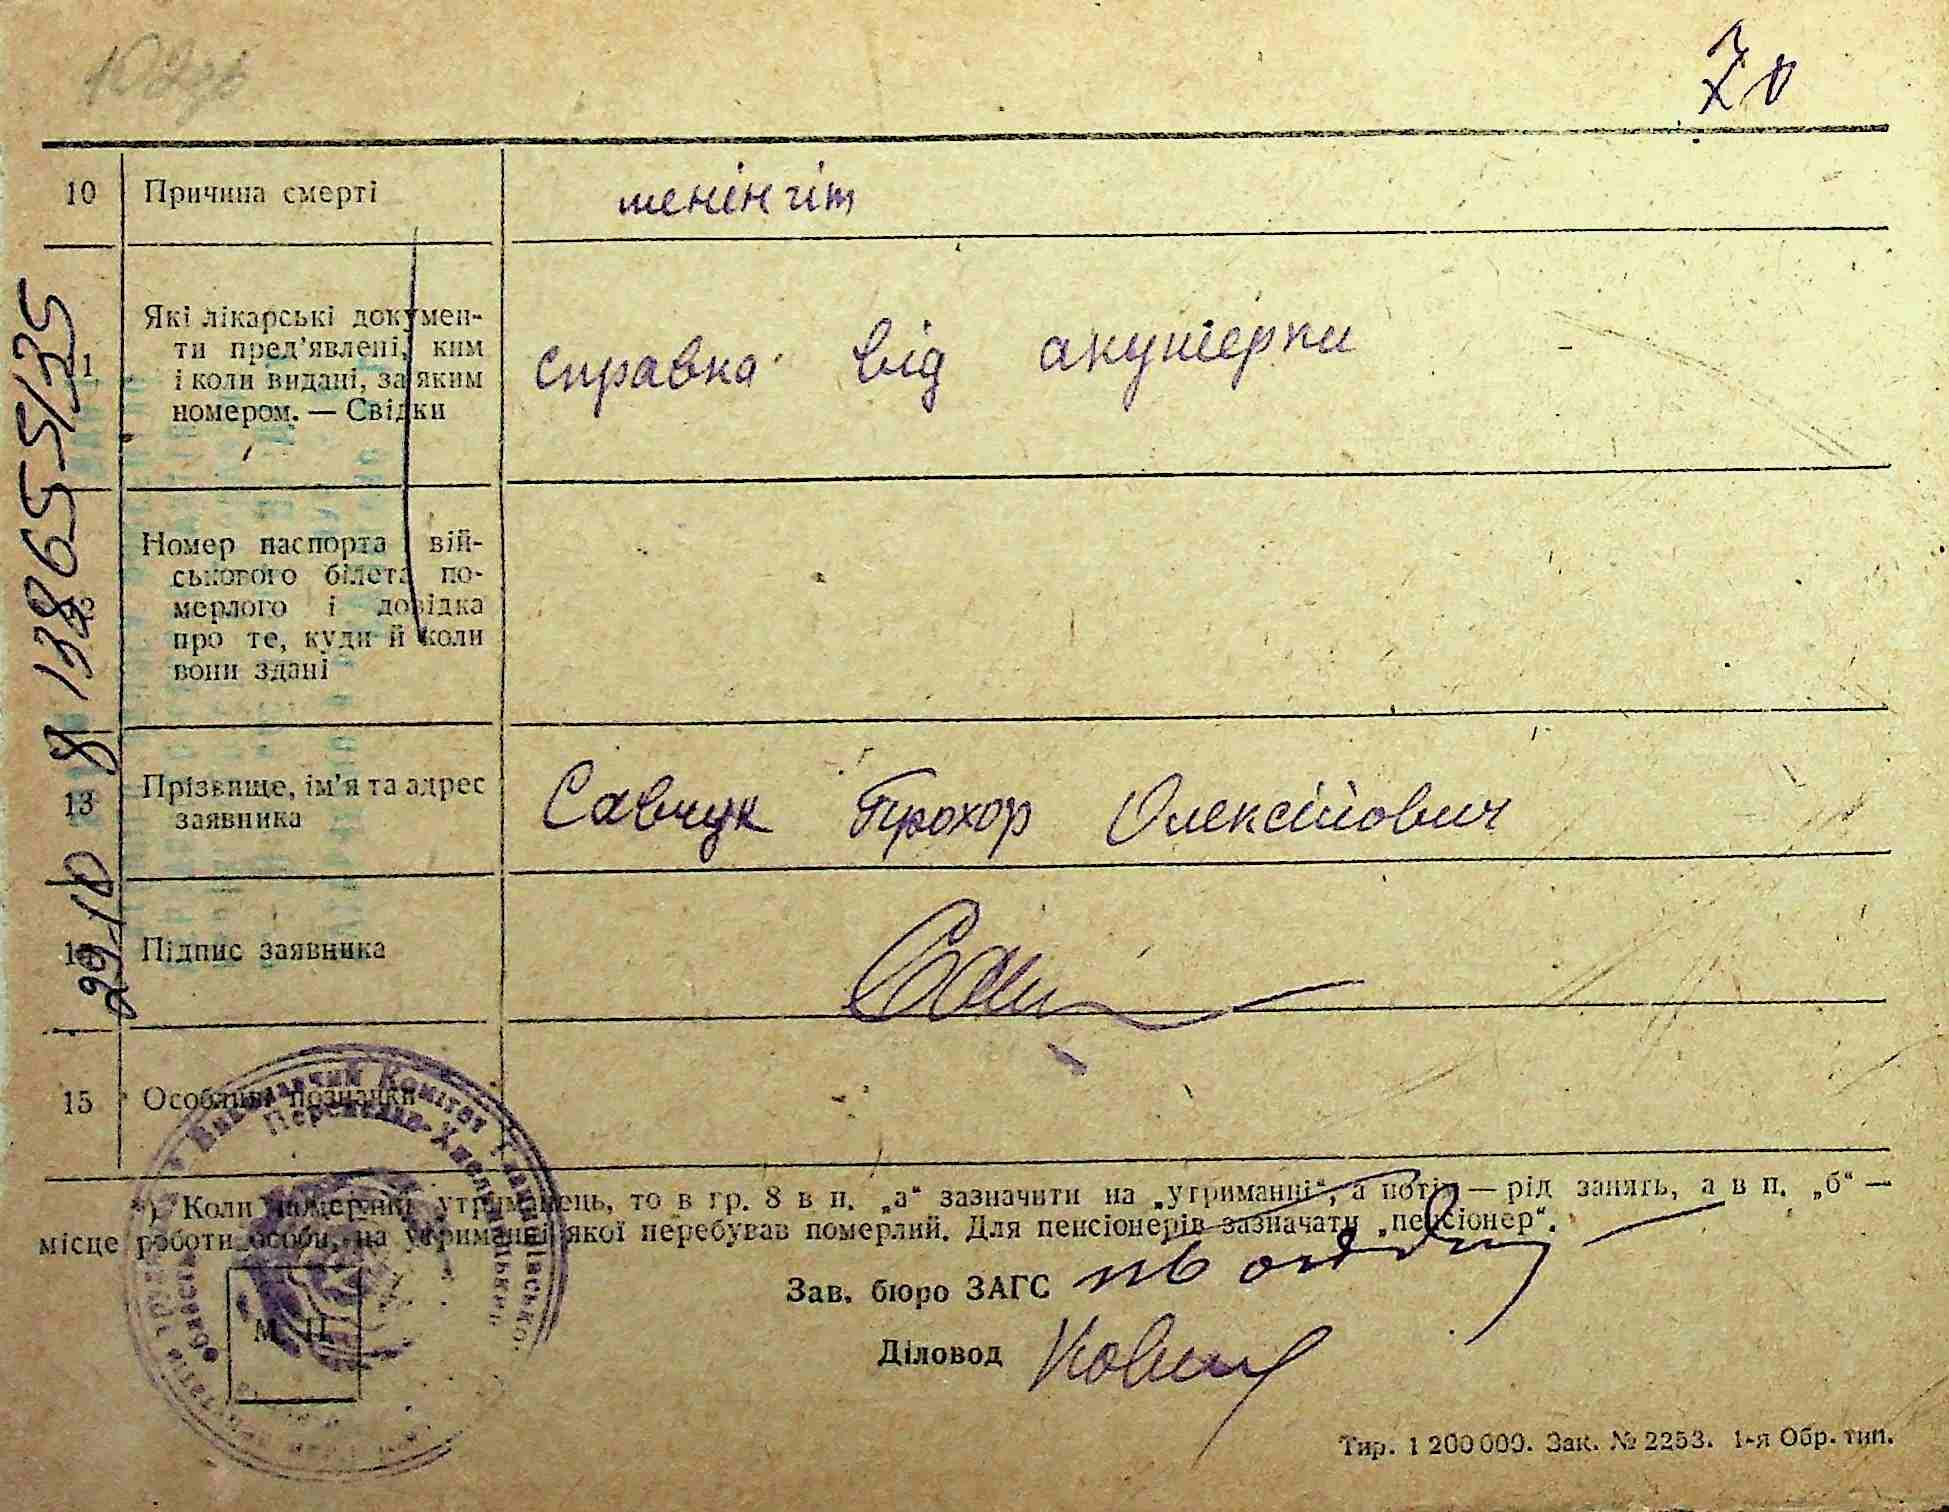 70
10 Причина смерті менінгіт
Які лікарські докумен-
ти пред'явлені, ким
і коли видані, за яким
номером. — Свідки
справка від акушерки
Номер паспорта і вій-
ськового білета по-
мерлого і довідка
про те, куди й коли
вони здані
13 Прізвище, ім'я та адрес
заявника
Савчук Прохор Олексійович
14 Підпис заявника
15 Особливі позначки
*) Коли померлий утриманець, то в гр. 8 в п. „а“ зазначити на „утриманні“, а потім — рід занять, а в п. „б“ —
місце роботи особи, на утриманні якої перебував померлий. Для пенсіонерів зазначати „пенсіонер“.
Зав. бюро ЗАГС
Діловод
М. П.
Виконавчий Комітет
Переяслав-Хмельницький
Тир. 1 200 000. Зак. № 2253. 1-я Обр. тип.